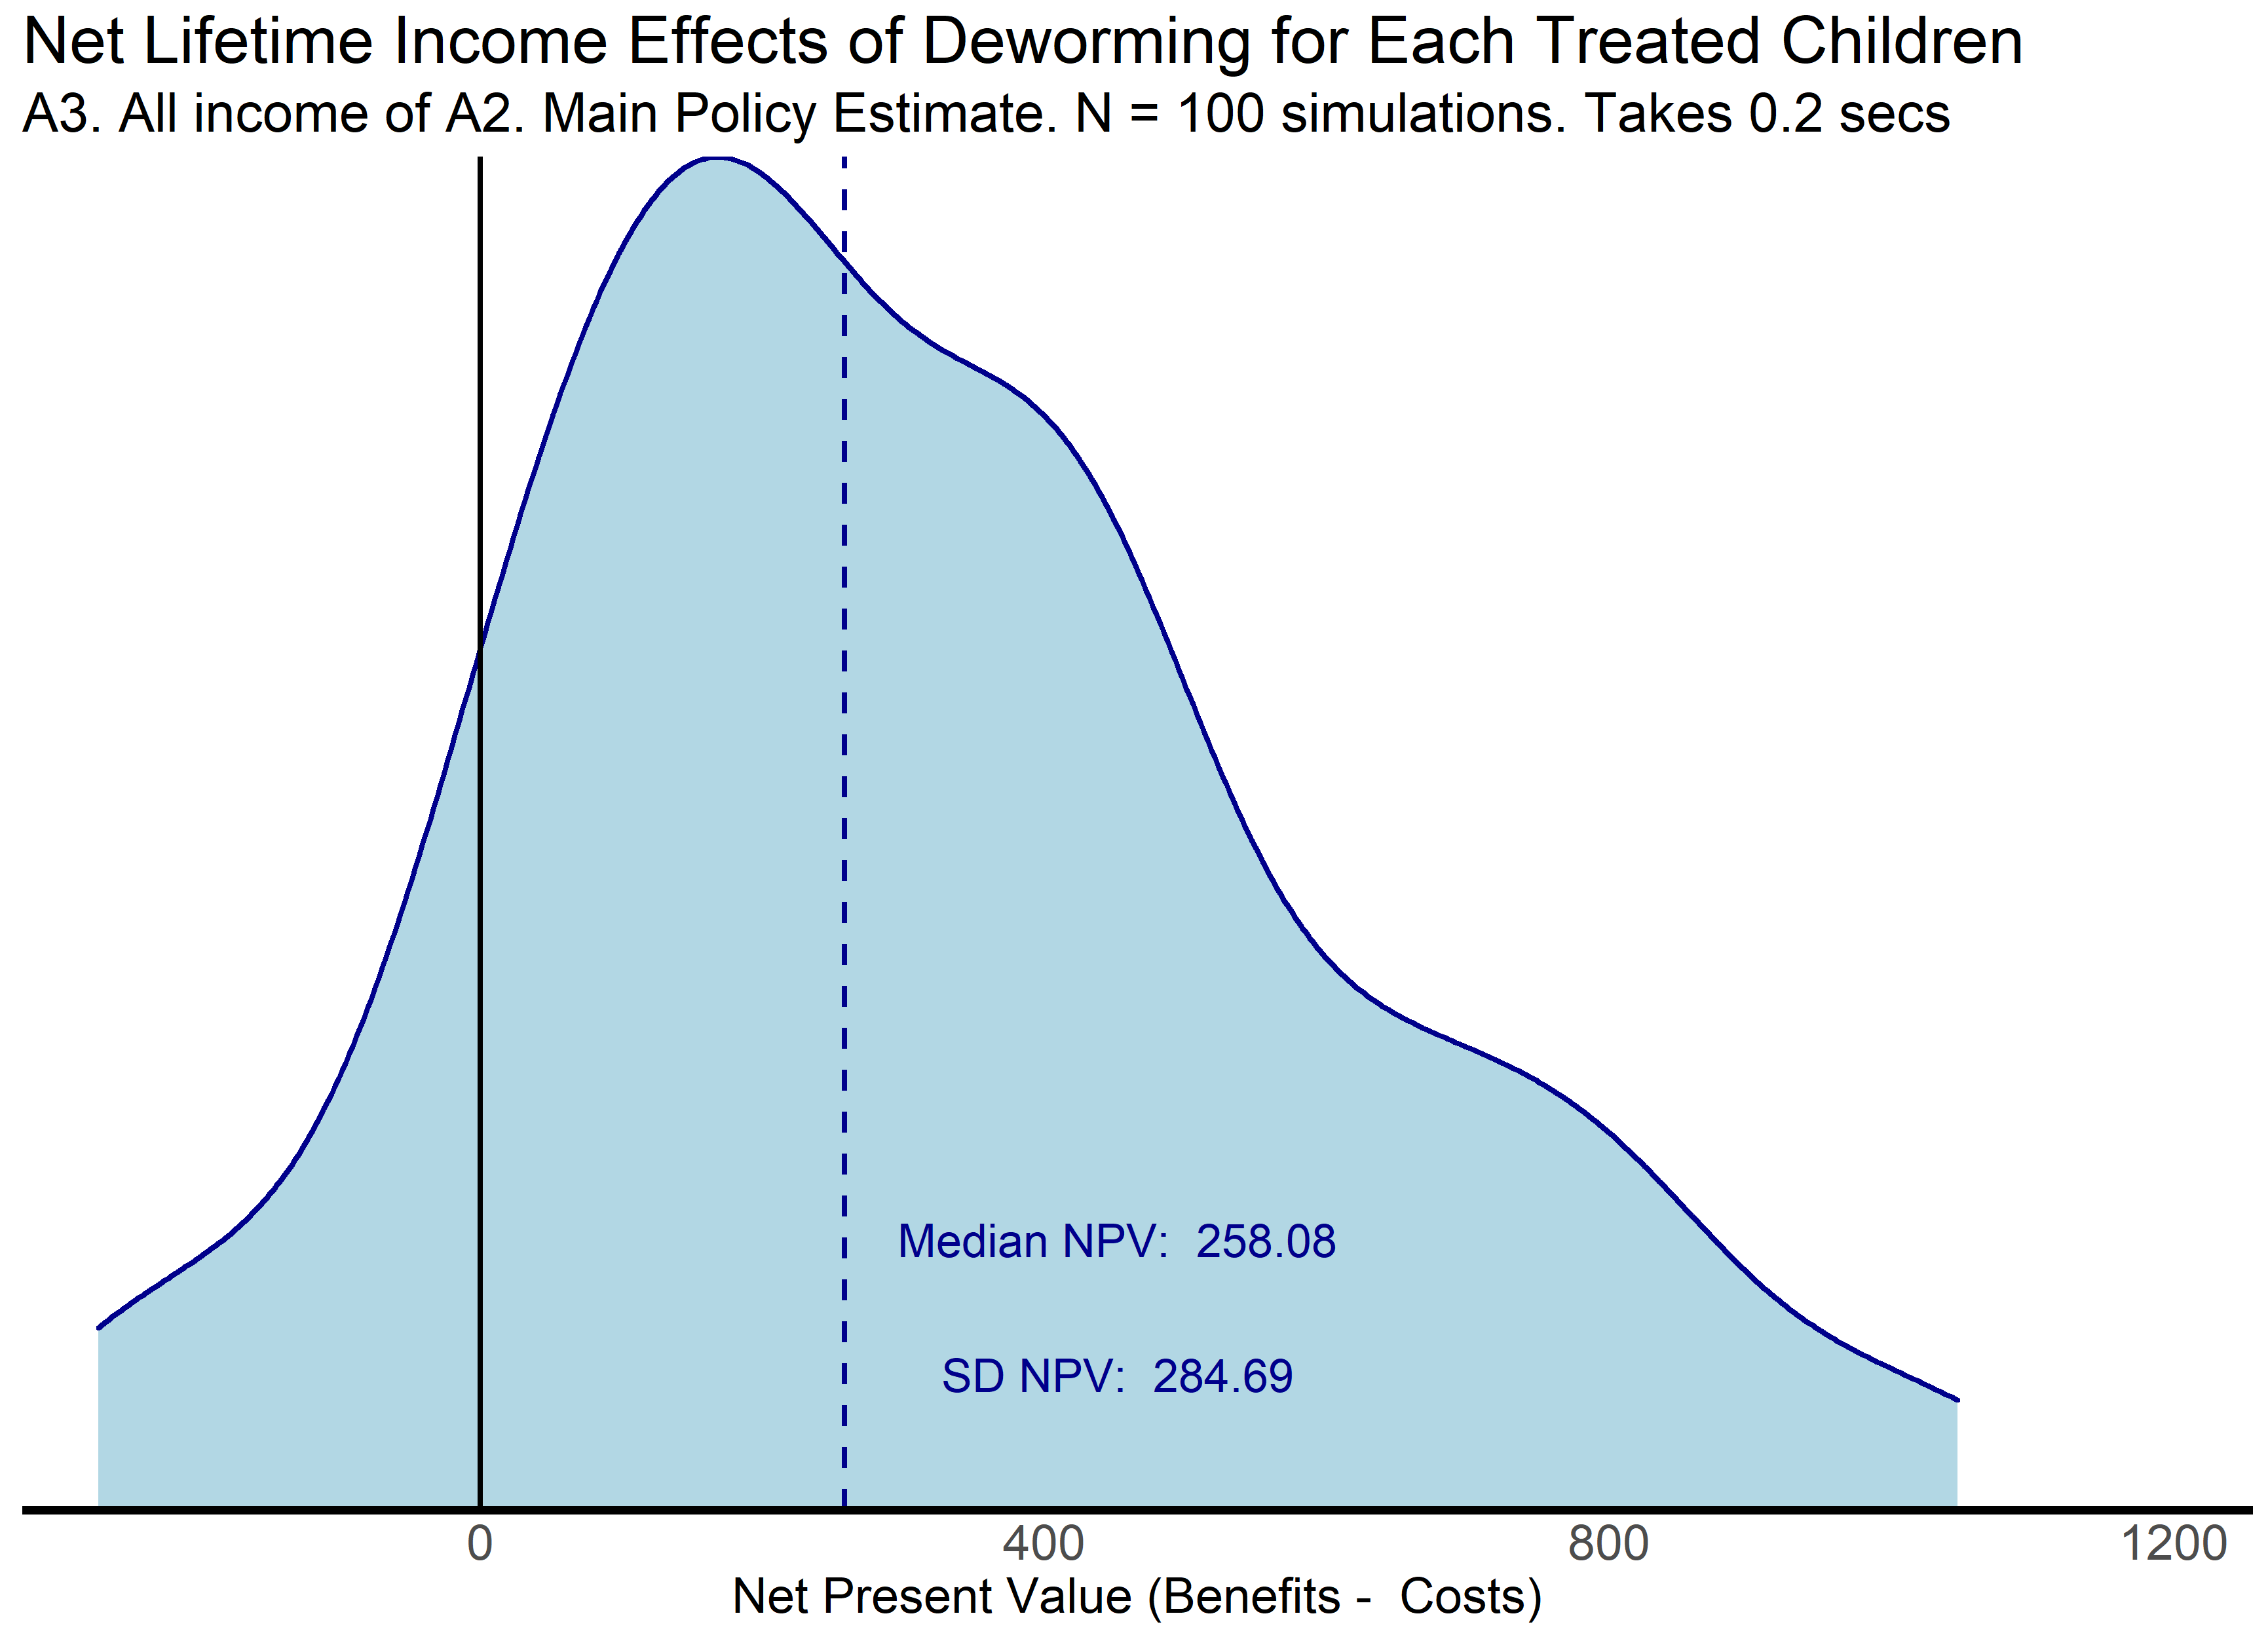 Net Lifetime Income Effects of Deworming for Each Treated Children
A3. All income of A2. Main Policy Estimate. N = 100 simulations. Takes 0.2 secs
Median NPV:  258.08
SD NPV:  284.69
0 400 800 1200
Net Present Value (Benefits -  Costs)